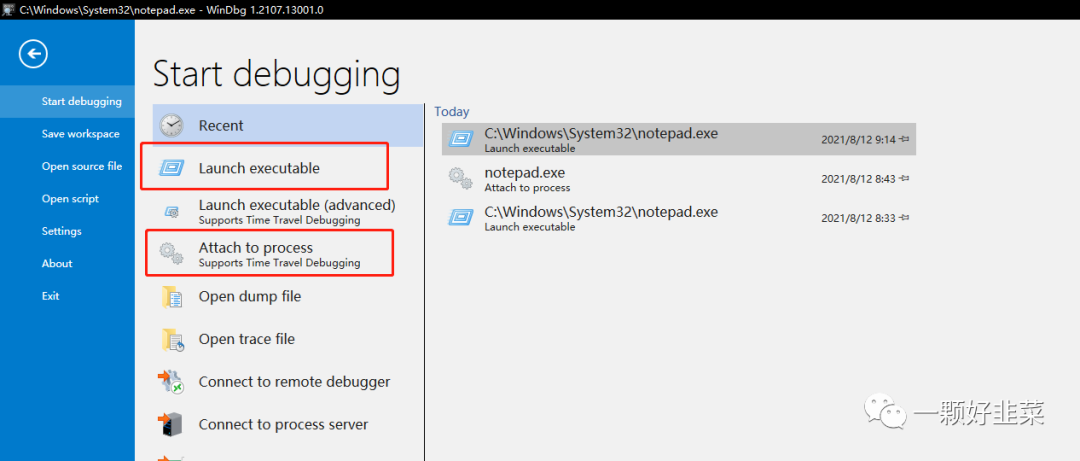 C:\Windows\System32\notepad.exe - WinDbg 1.2107.13001.0
Start debugging
Save workspace
Open source file
Open script
Settings
About
Exit
Start debugging
Recent
Launch executable
Launch executable (advanced)
Supports Time Travel Debugging
Attach to process
Supports Time Travel Debugging
Open dump file
Open trace file
Connect to remote debugger
Connect to process server
Today
C:\Windows\System32\notepad.exe
Launch executable
2021/8/12 9:14
notepad.exe
Attach to process
2021/8/12 8:43
C:\Windows\System32\notepad.exe
Launch executable
2021/8/12 8:33
一颗好韭菜